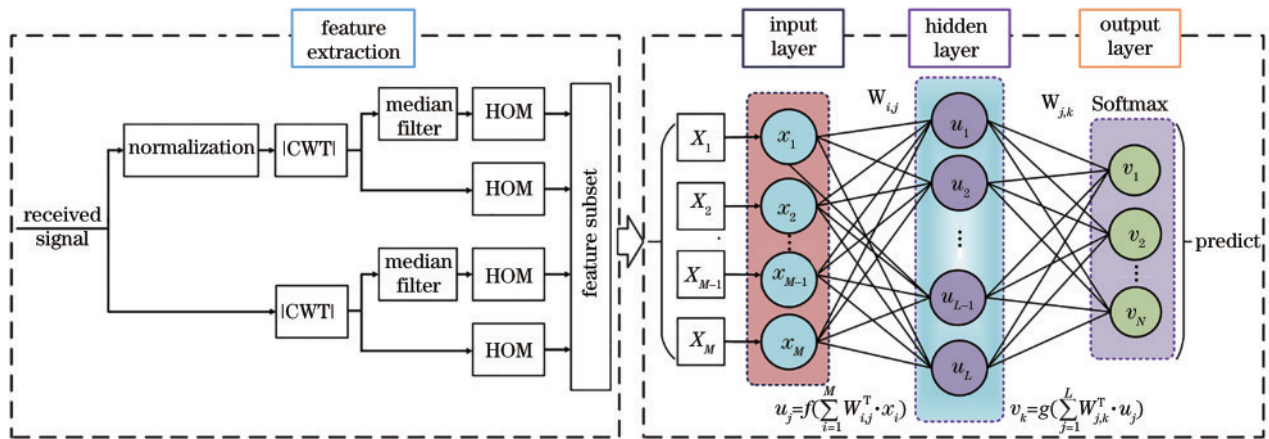 feature
extraction
received
signal
normalization
|CWT|
median
filter
HOM
HOM
|CWT|
median
filter
HOM
HOM
feature subset
input
layer
hidden
layer
output
layer
X_1
X_2
X_{M-1}
X_M
x_1
x_2
x_{M-1}
x_M
W_{i,j}
u_1
u_2
u_{L-1}
u_L
W_{j,k}
Softmax
v_1
v_2
v_N
predict
u_j=f(∑_{i=1}^{M}W_{i,j}^T·x_i)
v_k=g(∑_{j=1}^{L}W_{j,k}^T·u_j)